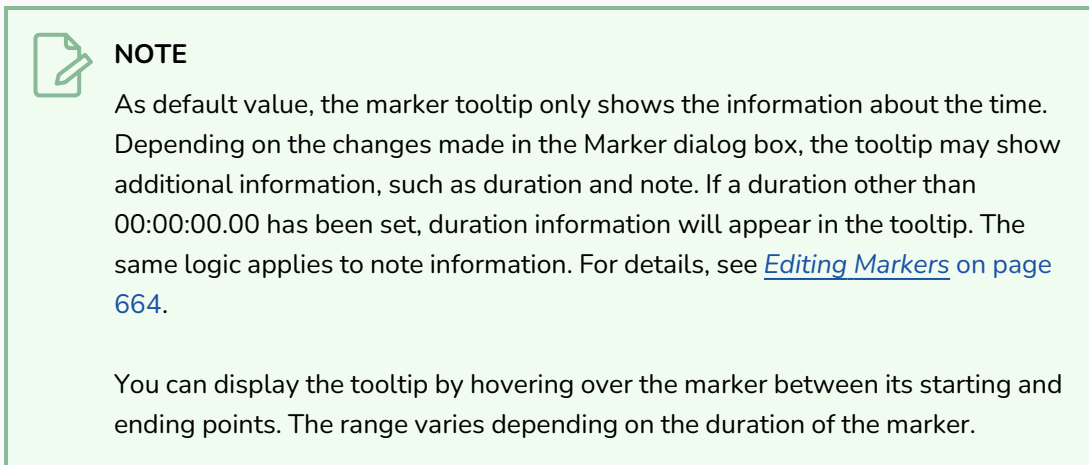 NOTE
As default value, the marker tooltip only shows the information about the time.
Depending on the changes made in the Marker dialog box, the tooltip may show
additional information, such as duration and note. If a duration other than
00:00:00.00 has been set, duration information will appear in the tooltip. The
same logic applies to note information. For details, see Editing Markers on page
664.
You can display the tooltip by hovering over the marker between its starting and
ending points. The range varies depending on the duration of the marker.